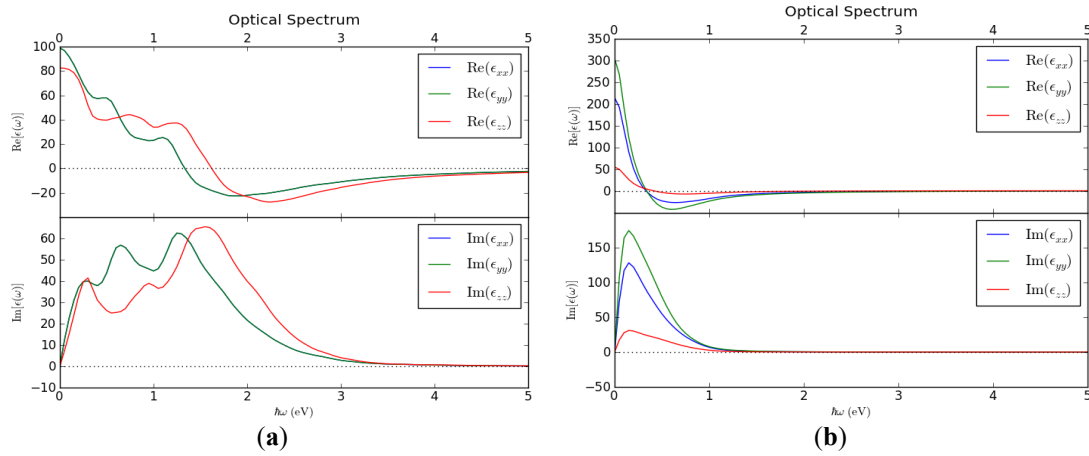 Optical Spectrum
0 1 2 3 4 5
100
80
60
40
20
0
−20
Re[ϵ(ω)]
Re(ϵxx)
Re(ϵyy)
Re(ϵzz)
60
50
40
30
20
10
0
−10
Im[ϵ(ω)]
Im(ϵxx)
Im(ϵyy)
Im(ϵzz)
0 1 2 3 4 5
ħω (eV)
(a)
Optical Spectrum
0 1 2 3 4 5
350
300
250
200
150
100
50
0
−50
Re[ϵ(ω)]
Re(ϵxx)
Re(ϵyy)
Re(ϵzz)
150
100
50
0
−50
Im[ϵ(ω)]
Im(ϵxx)
Im(ϵyy)
Im(ϵzz)
0 1 2 3 4 5
ħω (eV)
(b)